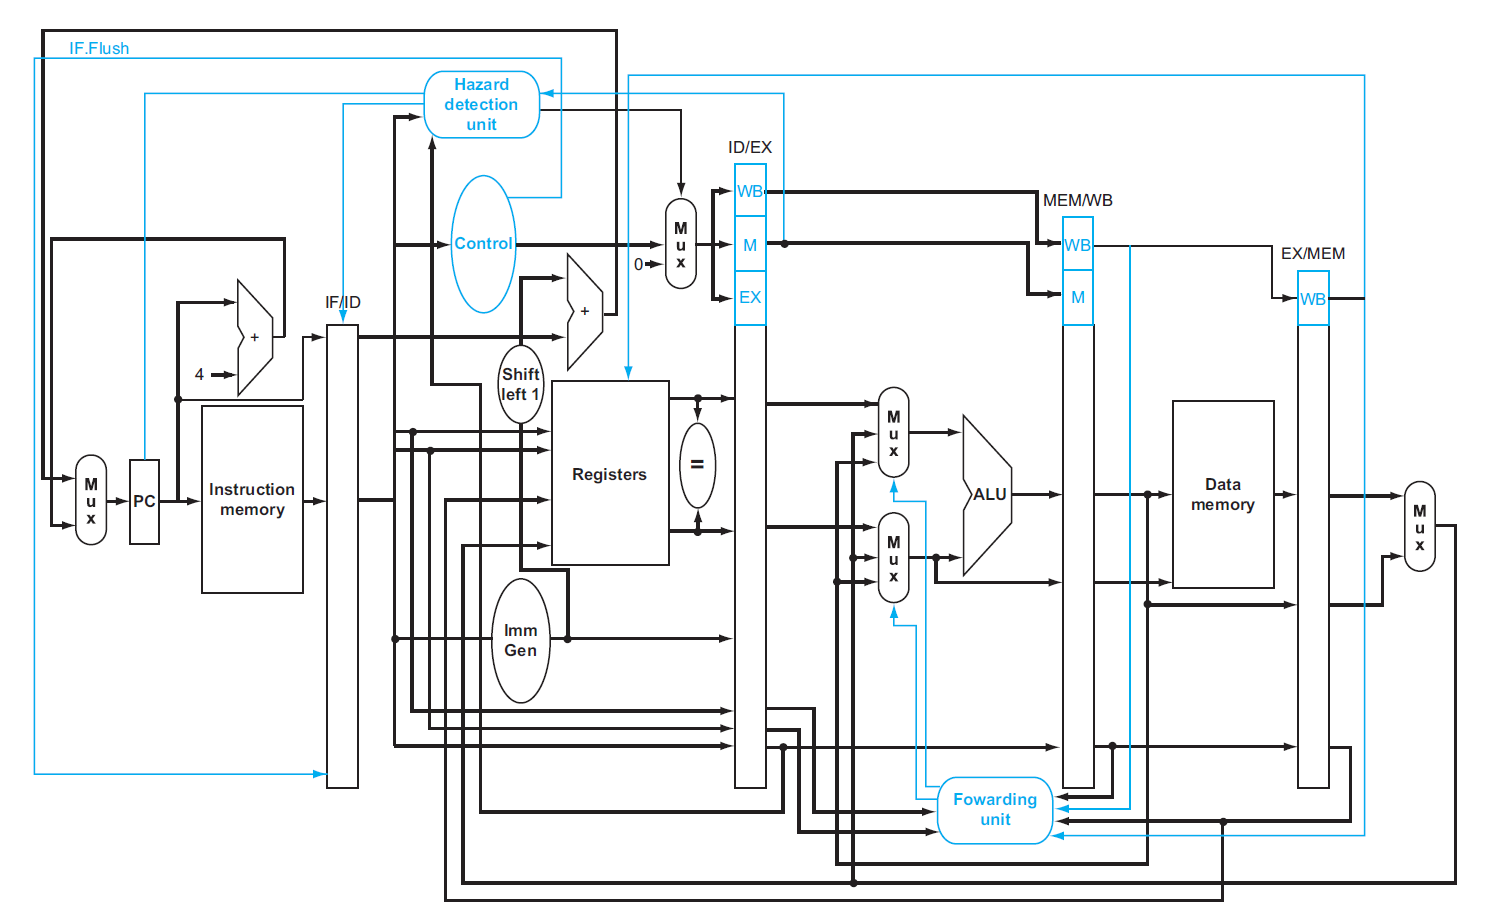 IF.Flush
Hazard
detection
unit
ID/EX
WB
MEM/WB
M
u
x
Control
M
WB
EX/MEM
0
EX
M
WB
IF/ID
+
+
4
Shift
left 1
M
u
x
M
u
x
PC
Instruction
memory
Registers
=
ALU
Data
memory
M
u
x
M
u
x
Imm
Gen
Fowarding
unit